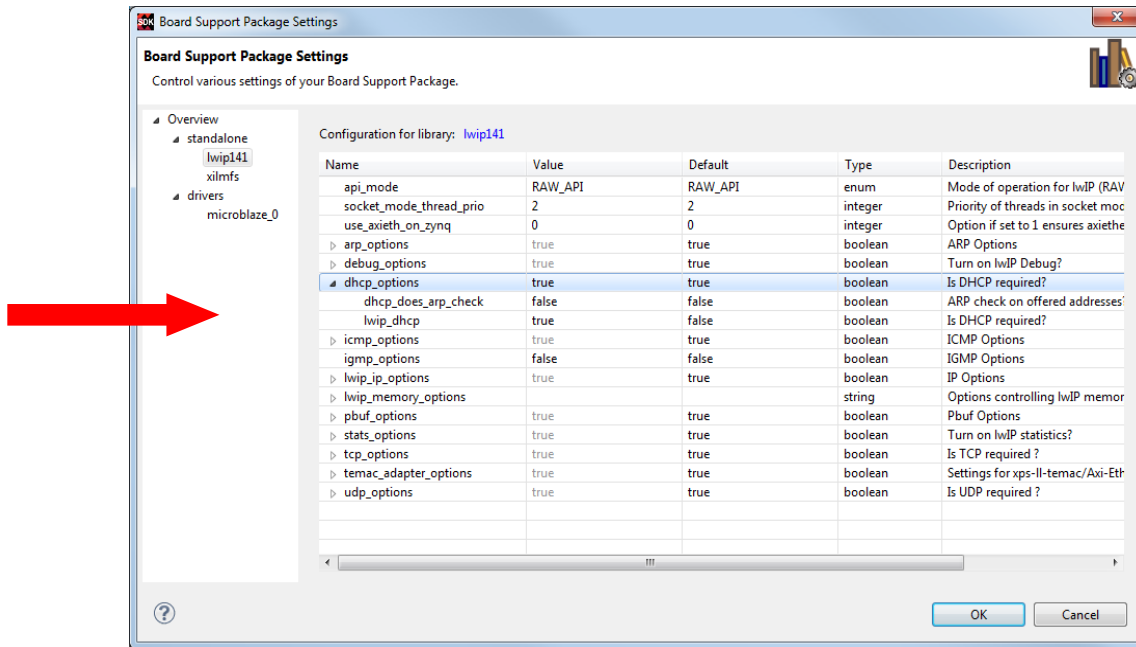 SDK Board Support Package Settings
Board Support Package Settings
Control various settings of your Board Support Package.
Overview
standalone
lwip141
xilmfs
drivers
microblaze_0
Configuration for library: lwip141
Name Value Default Type Description
api_mode RAW_API RAW_API enum Mode of operation for lwIP (RAW
socket_mode_thread_prio 2 2 integer Priority of threads in socket mod
use_axieth_on_zynq 0 0 integer Option if set to 1 ensures axiethe
arp_options true true boolean ARP Options
debug_options true true boolean Turn on lwIP Debug?
dhcp_options true true boolean Is DHCP required?
dhcp_does_arp_check false false boolean ARP check on offered addresses?
lwip_dhcp true false boolean Is DHCP required?
icmp_options true true boolean ICMP Options
igmp_options false false boolean IGMP Options
lwip_ip_options true true boolean IP Options
lwip_memory_options string Options controlling lwIP memor
pbuf_options true true boolean Pbuf Options
stats_options true true boolean Turn on lwIP statistics?
tcp_options true true boolean Is TCP required ?
temac_adapter_options true true boolean Settings for xps-ll-temac/Axi-Eth
udp_options true true boolean Is UDP required ?
OK Cancel